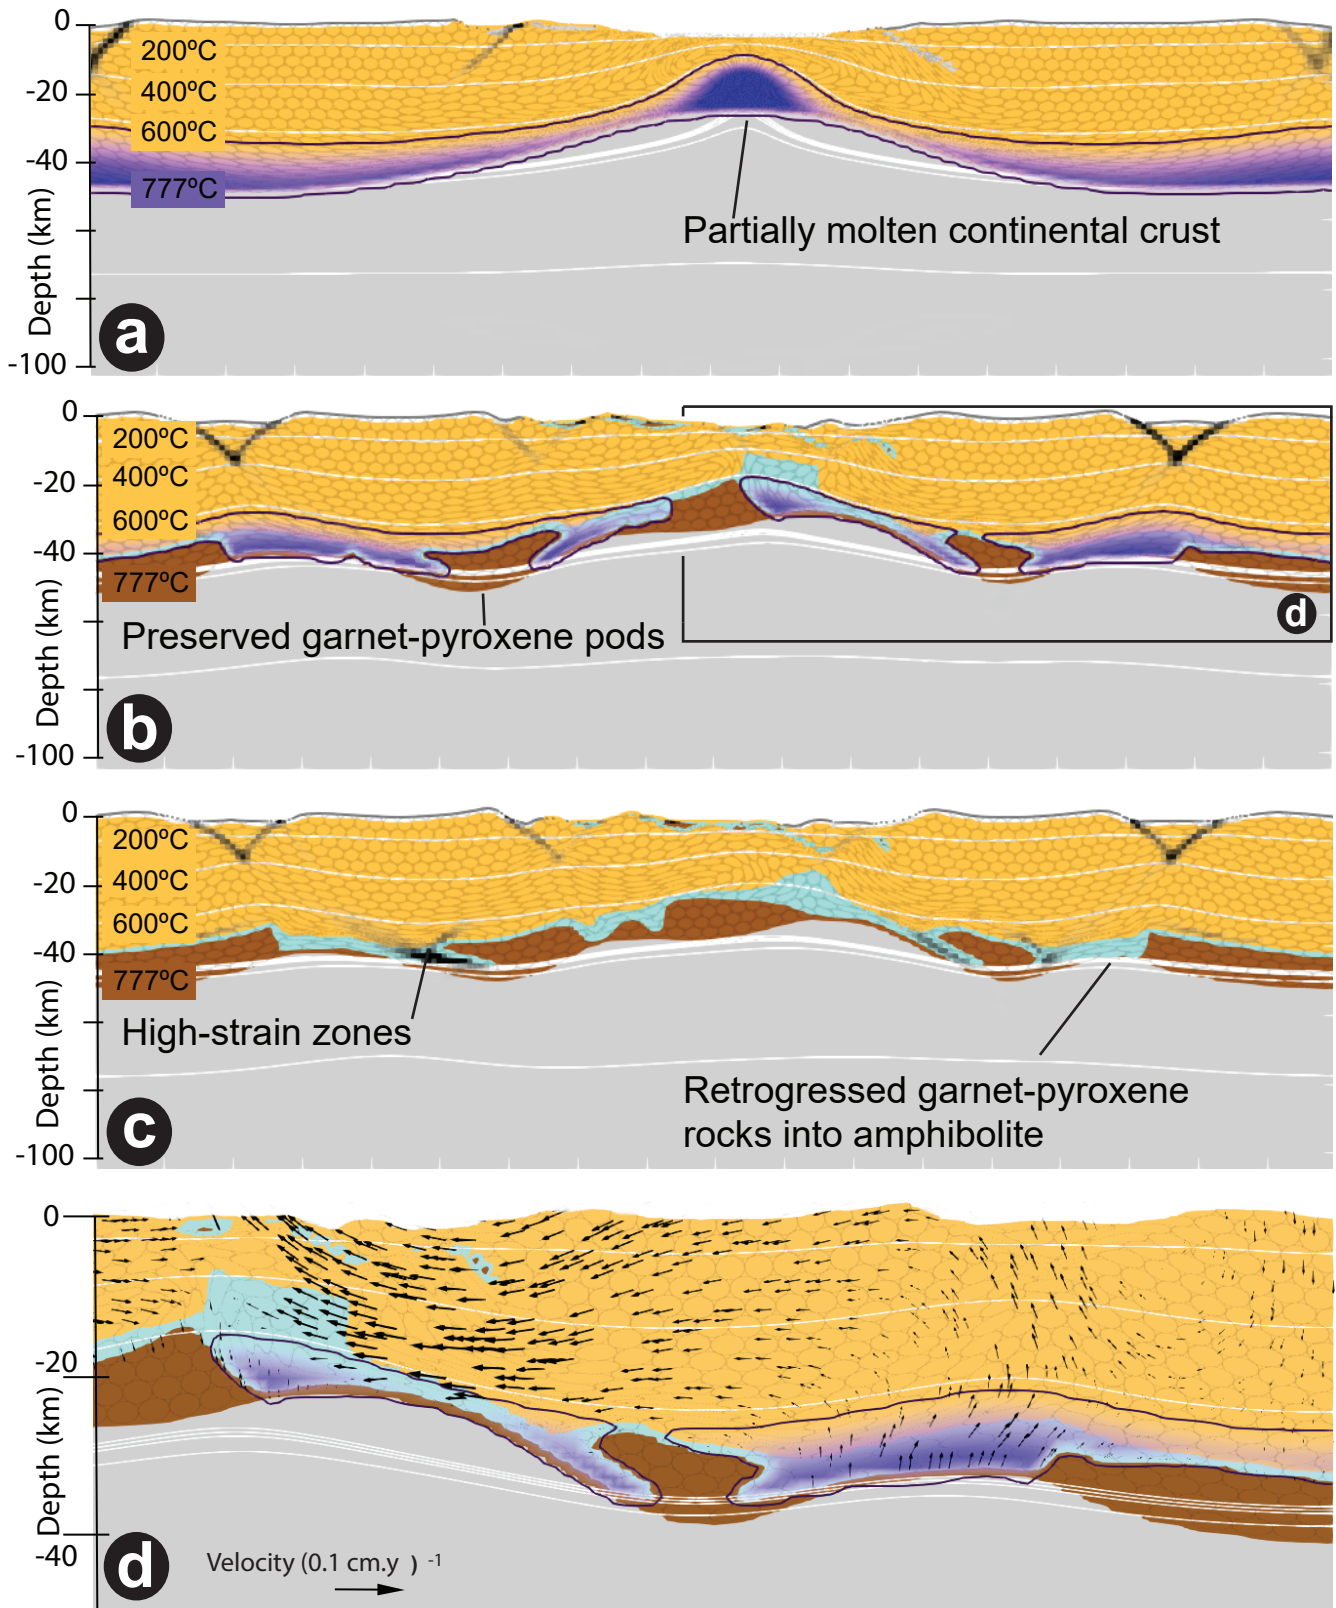 0
200ºC
-20
400ºC
600ºC
-40
777ºC
Partially molten continental crust
Depth (km)
a
-100
0
200ºC
400ºC
-20
600ºC
-40
777ºC
d
Preserved garnet-pyroxene pods
Depth (km)
b
-100
0
200ºC
400ºC
-20
600ºC
-40
777ºC
High-strain zones
Depth (km)
Retrogressed garnet-pyroxene
rocks into amphibolite
c
-100
0
-20
Depth (km)
-40
d
Velocity (0.1 cm.y ) -1